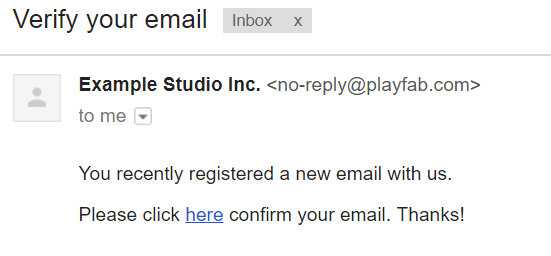 Verify your email Inbox x
Example Studio Inc. <no-reply@playfab.com>
to me
You recently registered a new email with us.
Please click here confirm your email. Thanks!